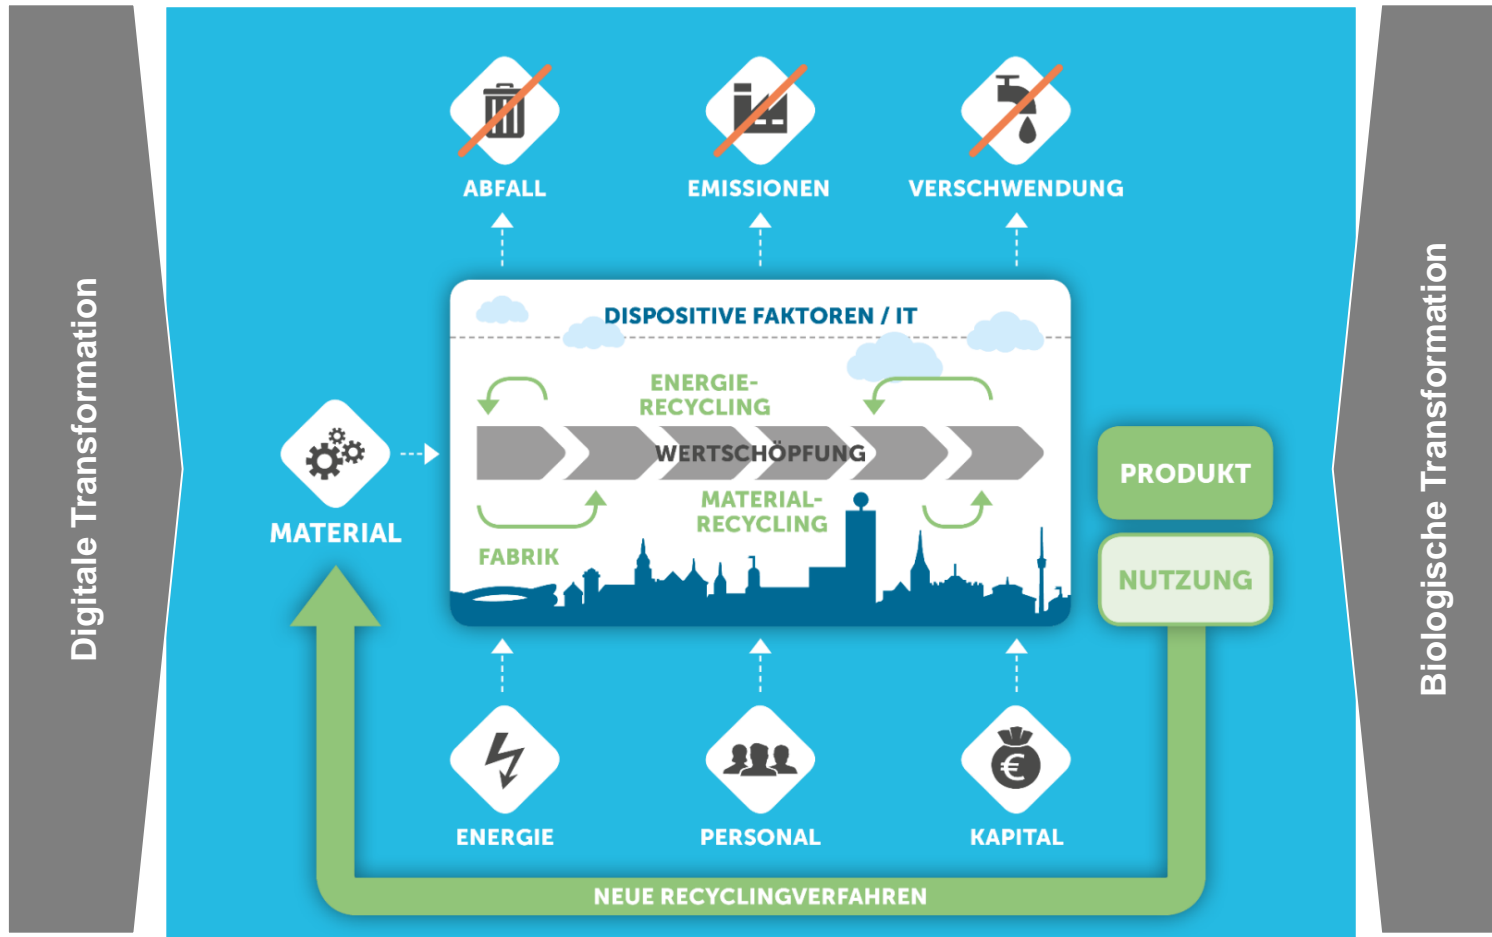 Digitale Transformation
ABFALL
EMISSIONEN
VERSCHWENDUNG
DISPOSITIVE FAKTOREN / IT
ENERGIE-
RECYCLING
WERTSCHÖPFUNG
MATERIAL-
RECYCLING
FABRIK
MATERIAL
PRODUKT
NUTZUNG
ENERGIE
PERSONAL
€
KAPITAL
NEUE RECYCLINGVERFAHREN
Biologische Transformation